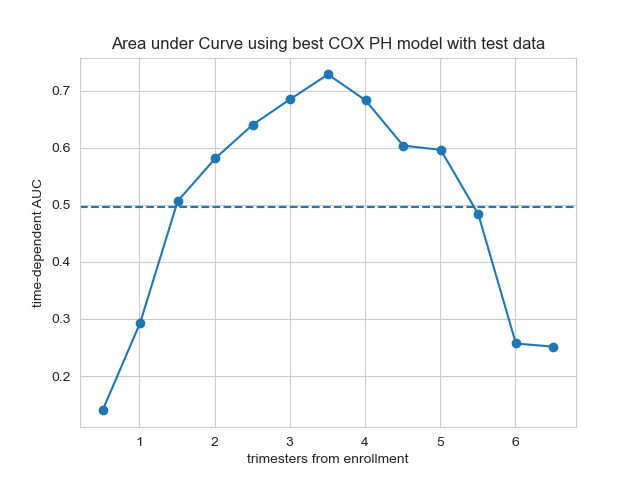 Area under Curve using best COX PH model with test data
time-dependent AUC
0.7
0.6
0.5
0.4
0.3
0.2
1 2 3 4 5 6
trimesters from enrollment